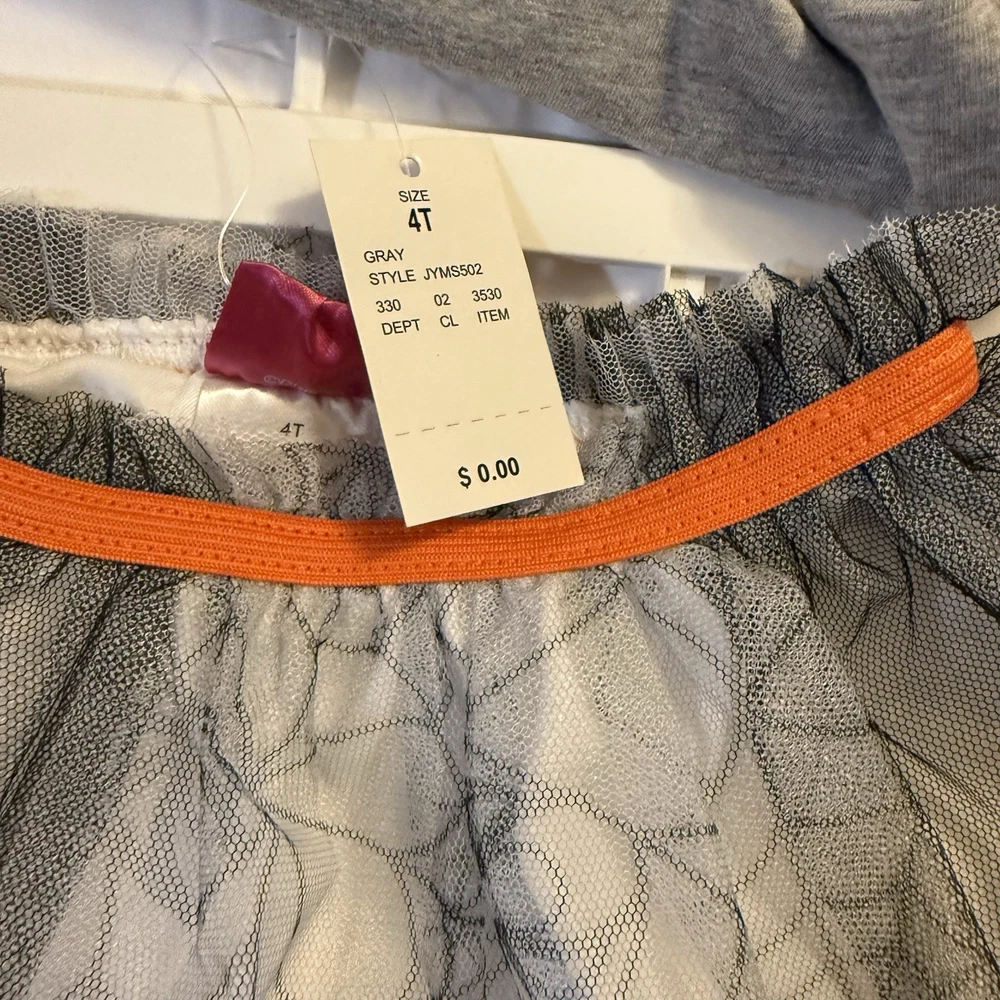 SIZE
4T
GRAY
STYLE JYMS502
330 02 3530
DEPT CL ITEM
$ 0.00
4T